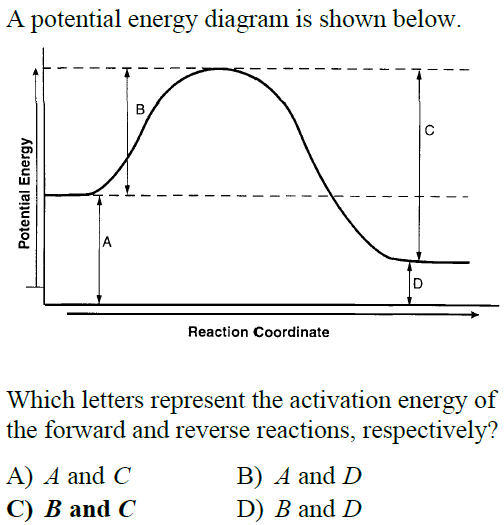 A potential energy diagram is shown below.
B
C
Potential Energy
A
D
Reaction Coordinate
Which letters represent the activation energy of
the forward and reverse reactions, respectively?
A) A and C B) A and D
C) B and C D) B and D